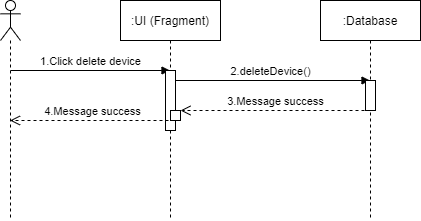 :UI (Fragment)
:Database
1.Click delete device
2.deleteDevice()
3.Message success
4.Message success